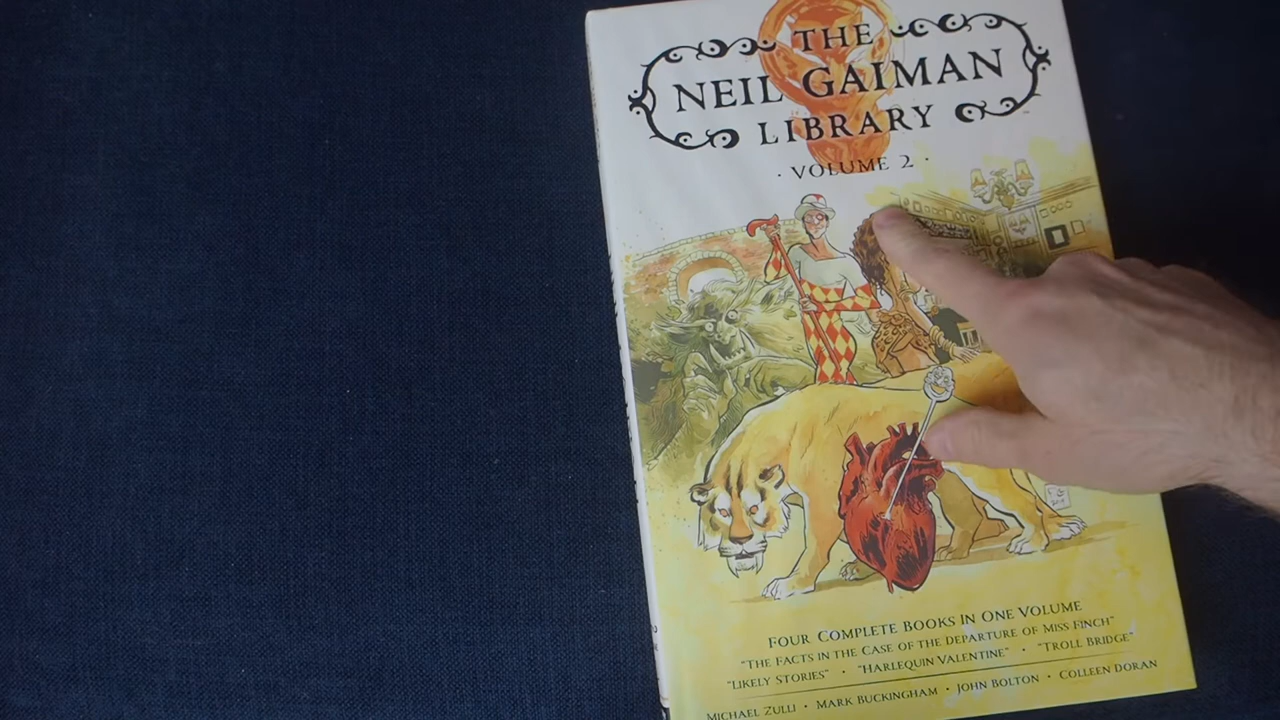 THE
NEIL GAIMAN
LIBRARY
· VOLUME 2 ·
FOUR COMPLETE BOOKS IN ONE VOLUME
"THE FACTS IN THE CASE OF THE DEPARTURE OF MISS FINCH"
"LIKELY STORIES" · "HARLEQUIN VALENTINE" · "TROLL BRIDGE"
MICHAEL ZULLI · MARK BUCKINGHAM · JOHN BOLTON · COLLEEN DORAN